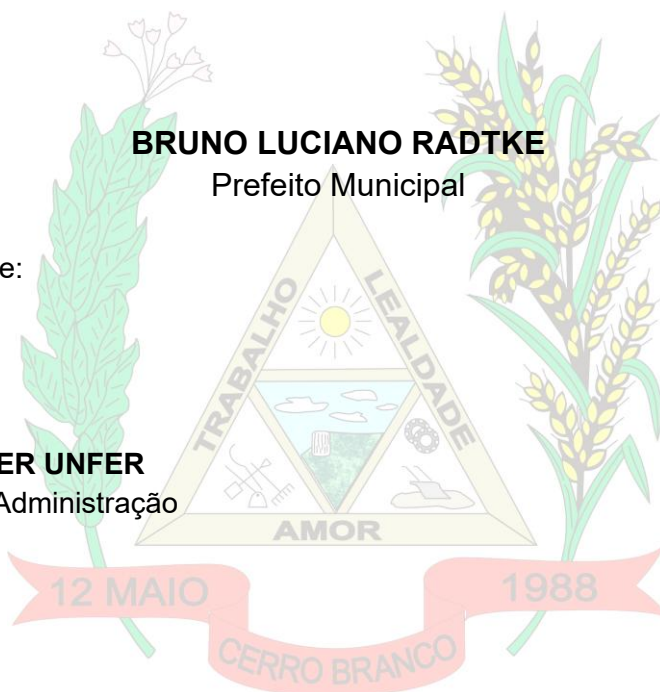 BRUNO LUCIANO RADTKE
Prefeito Municipal
e:
TRABALHO
LEALDADE
ER UNFER
Administração
AMOR
12 MAIO
1988
CERRO BRANCO